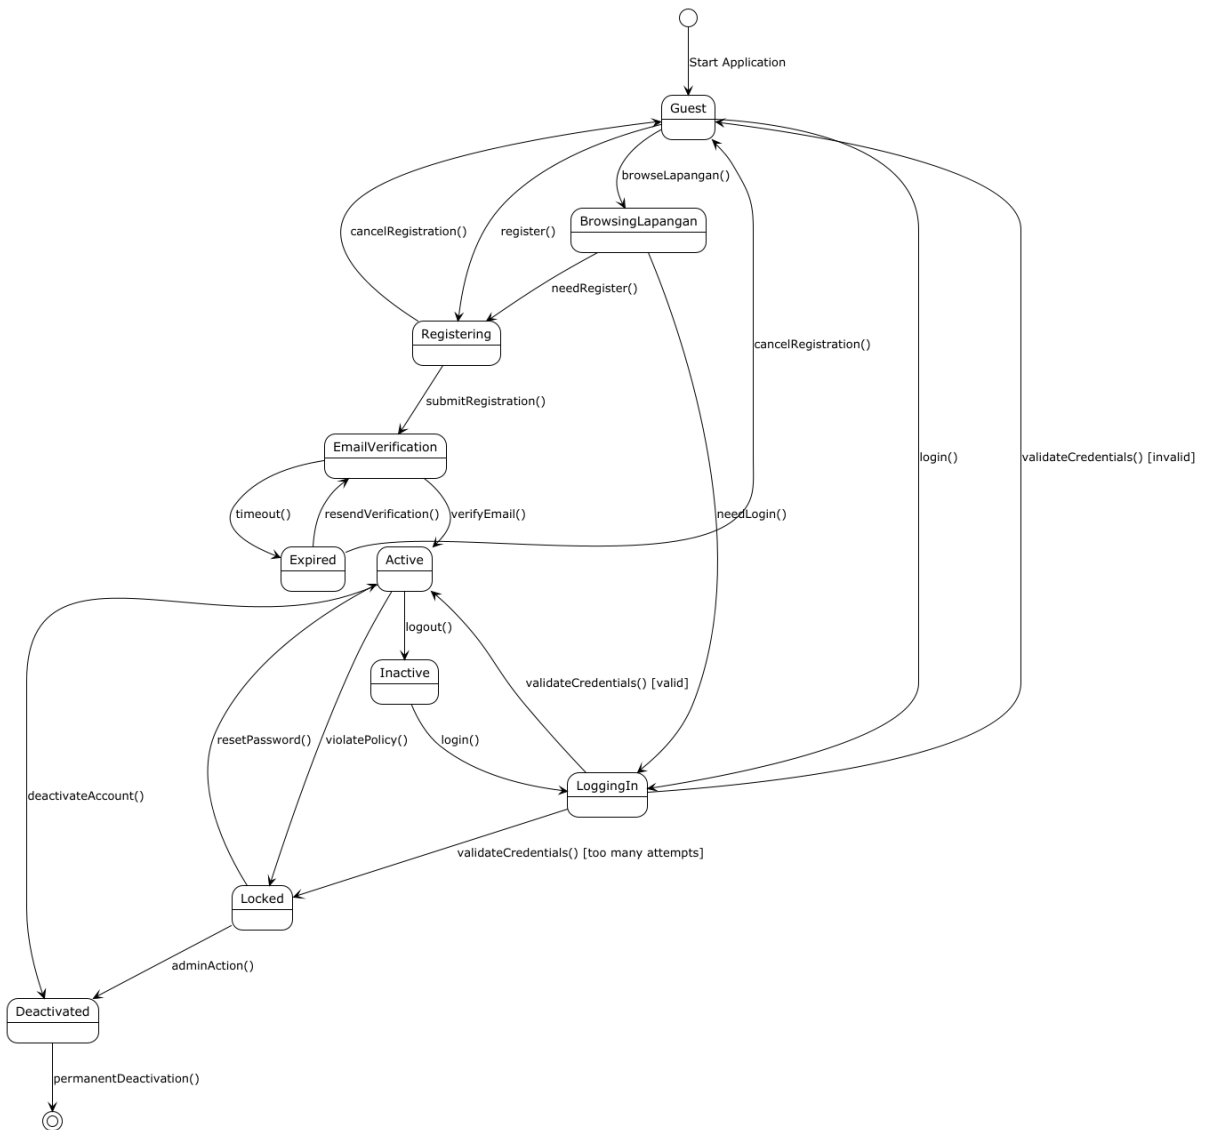 Start Application
Guest
browseLapangan()
BrowsingLapangan
cancelRegistration()
register()
needRegister()
Registering
cancelRegistration()
submitRegistration()
EmailVerification
login()
validateCredentials() [invalid]
timeout()
resendVerification()
verifyEmail()
needLogin()
Expired
Active
logout()
Inactive
validateCredentials() [valid]
resetPassword()
violatePolicy()
login()
LoggingIn
deactivateAccount()
validateCredentials() [too many attempts]
Locked
adminAction()
Deactivated
permanentDeactivation()